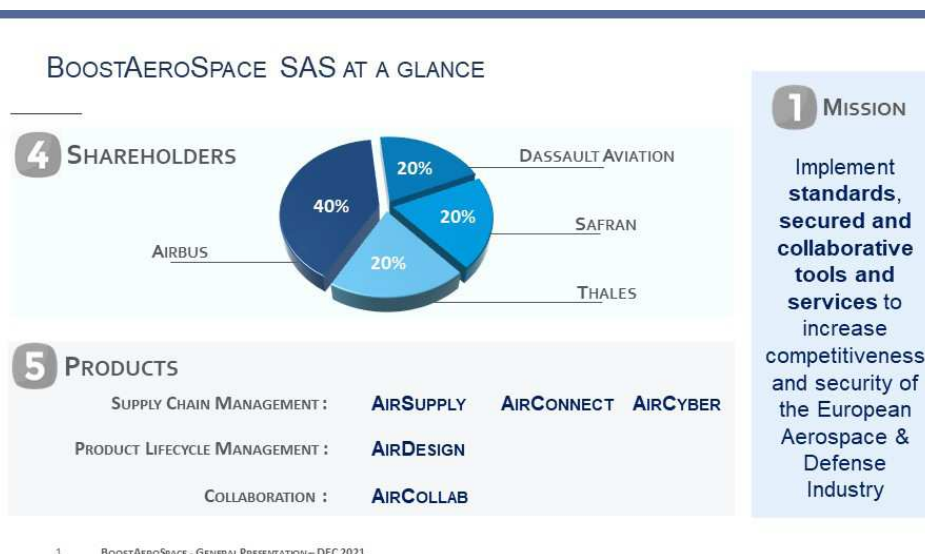 BOOSTAEROSPACE SAS AT A GLANCE
4 SHAREHOLDERS
20%
DASSAULT AVIATION
40%
20%
SAFRAN
AIRBUS
20%
THALES
5 PRODUCTS
SUPPLY CHAIN MANAGEMENT : AIRSUPPLY AIRCONNECT AIRCYBER
PRODUCT LIFECYCLE MANAGEMENT : AIRDESIGN
COLLABORATION : AIRCOLLAB
1 MISSION
Implement
standards,
secured and
collaborative
tools and
services to
increase
competitiveness
and security of
the European
Aerospace &
Defense
Industry
1 BOOSTAEROSPACE - GENERAL PRESENTATION – DEC 2021